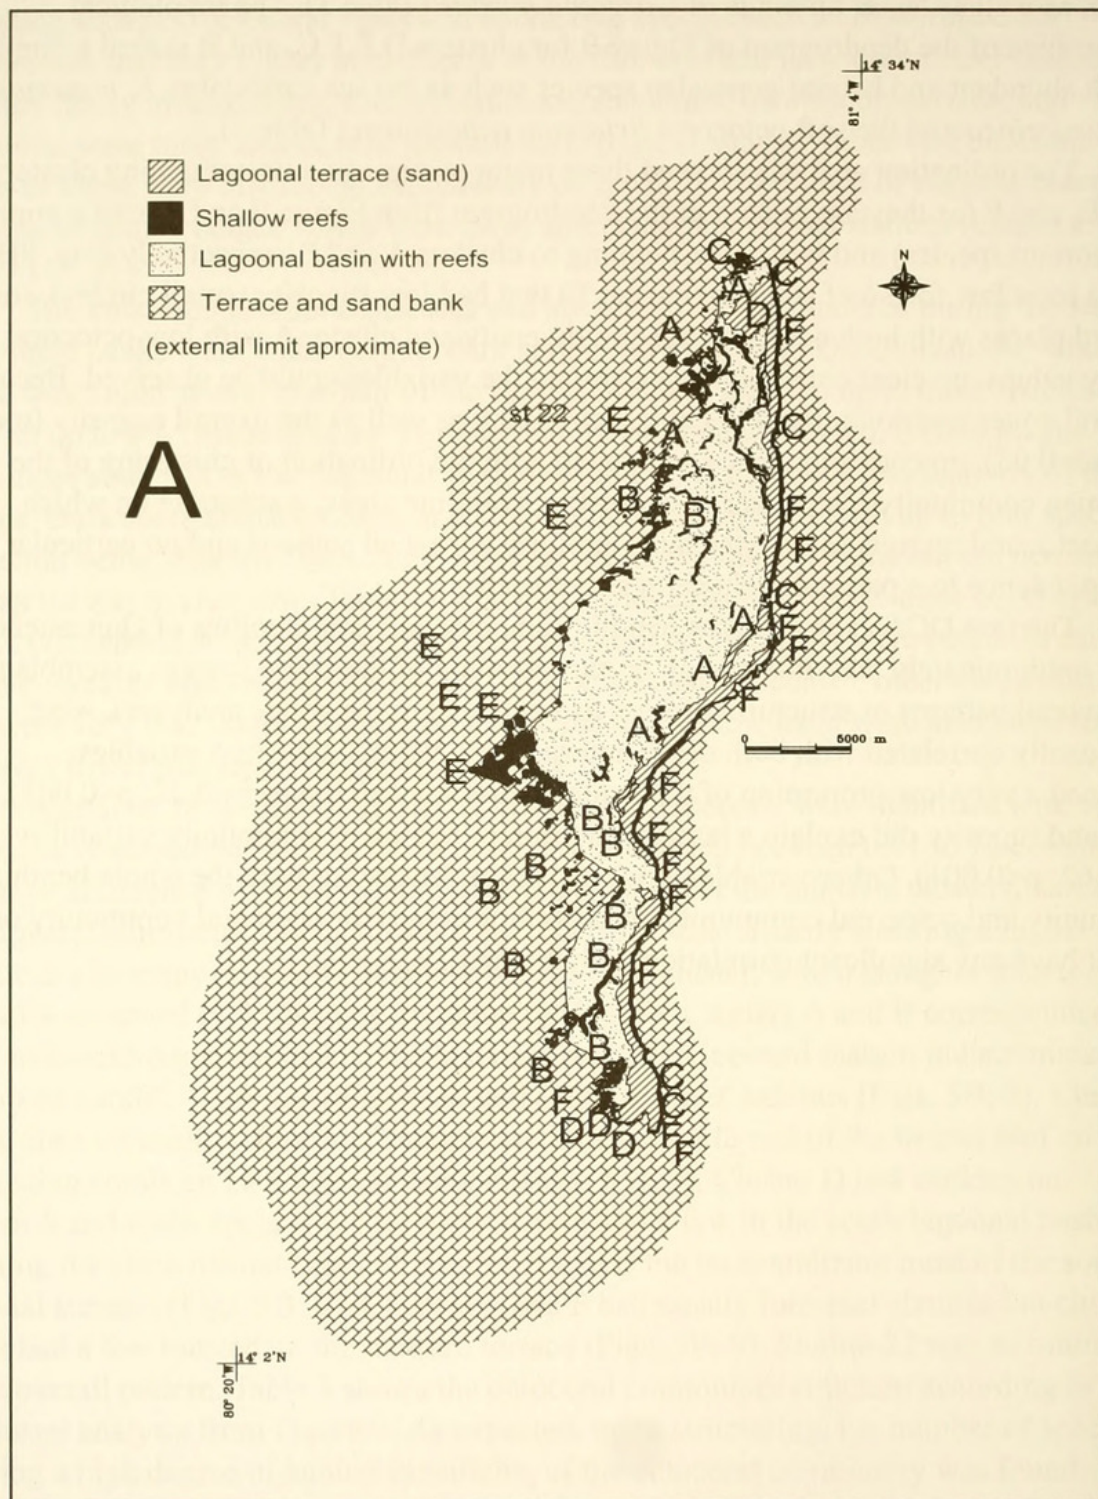 14° 34'N
81° 4'W
Lagoonal terrace (sand)
Shallow reefs
Lagoonal basin with reefs
Terrace and sand bank
(external limit aproximate)
N
A
st 22
C
C
A
D
A
F
E
A
C
B
B
E
F
F
C
A
F
E
F
A
E
E
F
A
0 5000 m
E
F
B
B
F
B
F
B
B
F
B
B
F
B
B
C
F
C
D
D
D
F
F
14° 2'N
80° 20'W